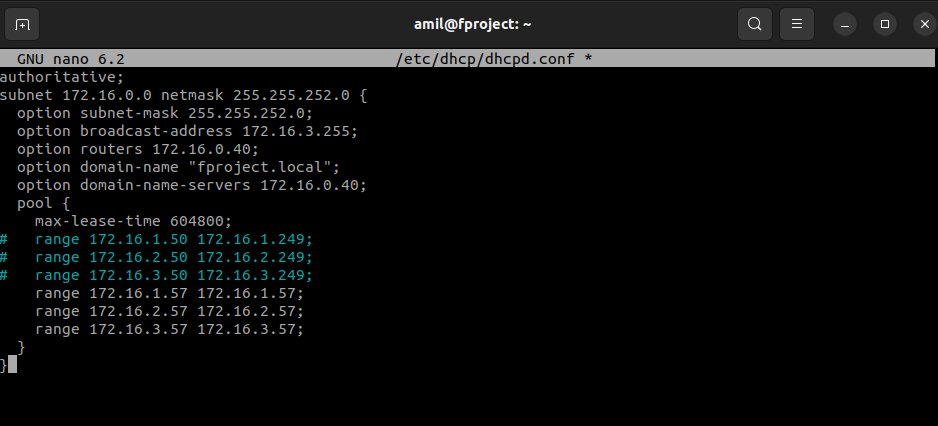 amil@fproject: ~
GNU nano 6.2 /etc/dhcp/dhcpd.conf *
authoritative;
subnet 172.16.0.0 netmask 255.255.252.0 {
  option subnet-mask 255.255.252.0;
  option broadcast-address 172.16.3.255;
  option routers 172.16.0.40;
  option domain-name "fproject.local";
  option domain-name-servers 172.16.0.40;
  pool {
    max-lease-time 604800;
#   range 172.16.1.50 172.16.1.249;
#   range 172.16.2.50 172.16.2.249;
#   range 172.16.3.50 172.16.3.249;
    range 172.16.1.57 172.16.1.57;
    range 172.16.2.57 172.16.2.57;
    range 172.16.3.57 172.16.3.57;
  }
}